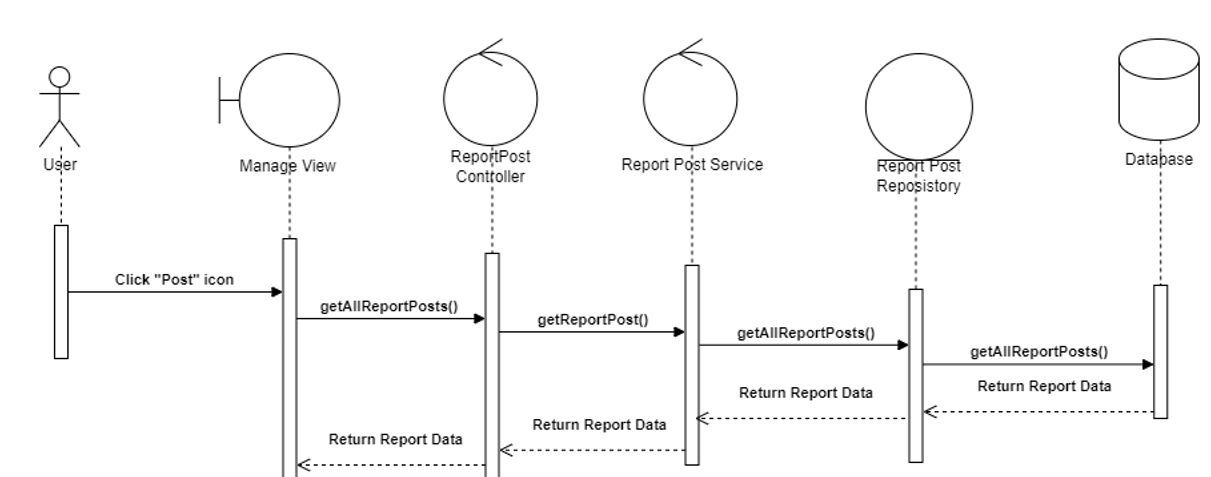 User
Manage View
ReportPost
Controller
Report Post Service
Report Post
Reposistory
Database
Click "Post" icon
getAllReportPosts()
getReportPost()
getAllReportPosts()
getAllReportPosts()
Return Report Data
Return Report Data
Return Report Data
Return Report Data